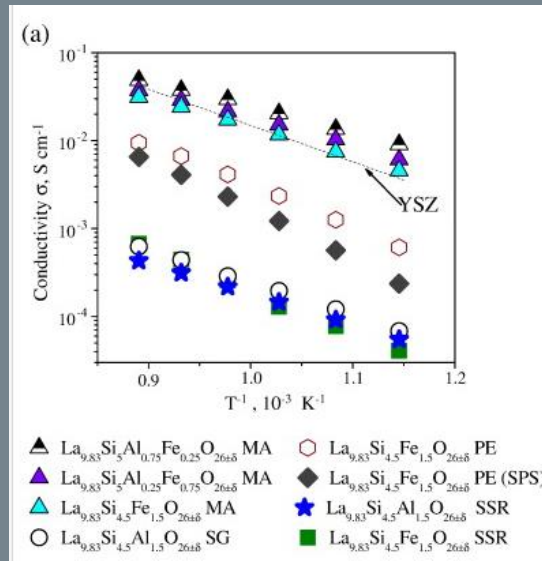 (a)
10⁻¹
10⁻²
10⁻³
10⁻⁴
Conductivity σ, S cm⁻¹
YSZ
0.9 1.0 1.1 1.2
T⁻¹, 10⁻³ K⁻¹
La₉.₈₃Si₅Al₀.₇₅Fe₀.₂₅O₂₆±δ MA
La₉.₈₃Si₅Al₀.₂₅Fe₀.₇₅O₂₆±δ MA
La₉.₈₃Si₄.₅Fe₁.₅O₂₆±δ MA
La₉.₈₃Si₄.₅Al₁.₅O₂₆±δ SG
La₉.₈₃Si₄.₅Fe₁.₅O₂₆±δ PE
La₉.₈₃Si₄.₅Fe₁.₅O₂₆±δ PE (SPS)
La₉.₈₃Si₄.₅Al₁.₅O₂₆±δ SSR
La₉.₈₃Si₄.₅Fe₁.₅O₂₆±δ SSR